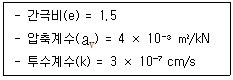 - 간극비(e) = 1.5
- 압축계수(aᵥ) = 4 × 10⁻³ m²/kN
- 투수계수(k) = 3 × 10⁻⁷ cm/s